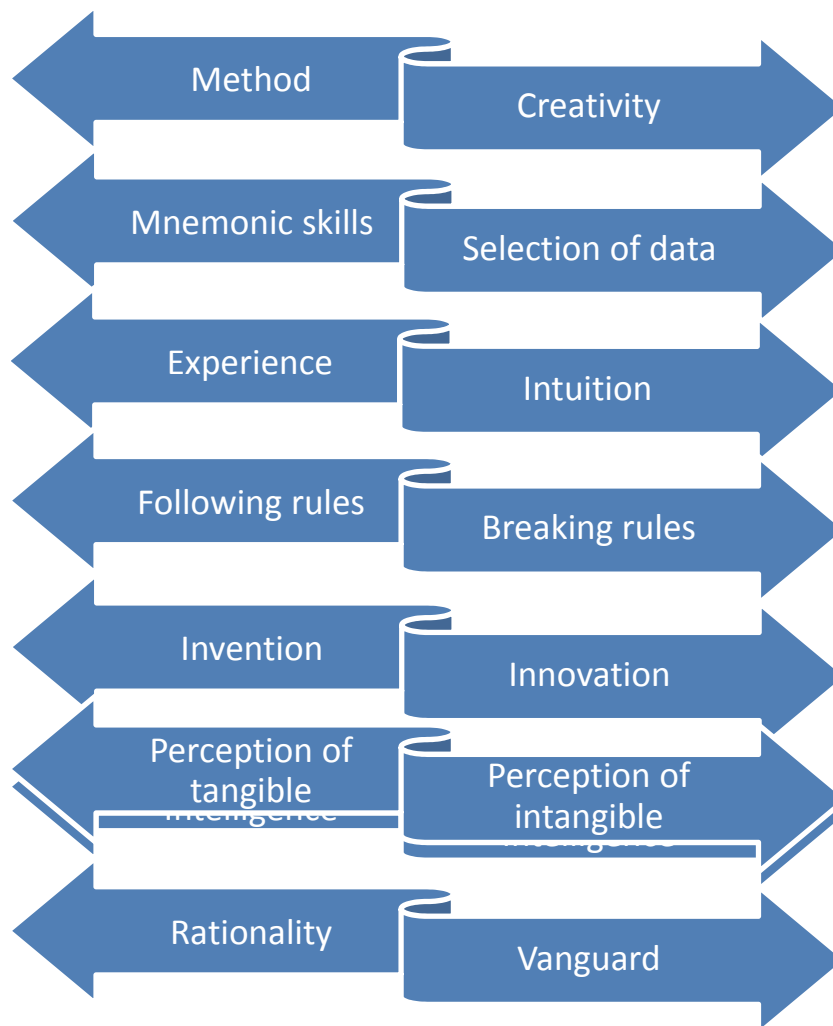 Method
Creativity
Mnemonic skills
Selection of data
Experience
Intuition
Following rules
Breaking rules
Invention
Innovation
Perception of
tangible
Perception of
intangible
Rationality
Vanguard